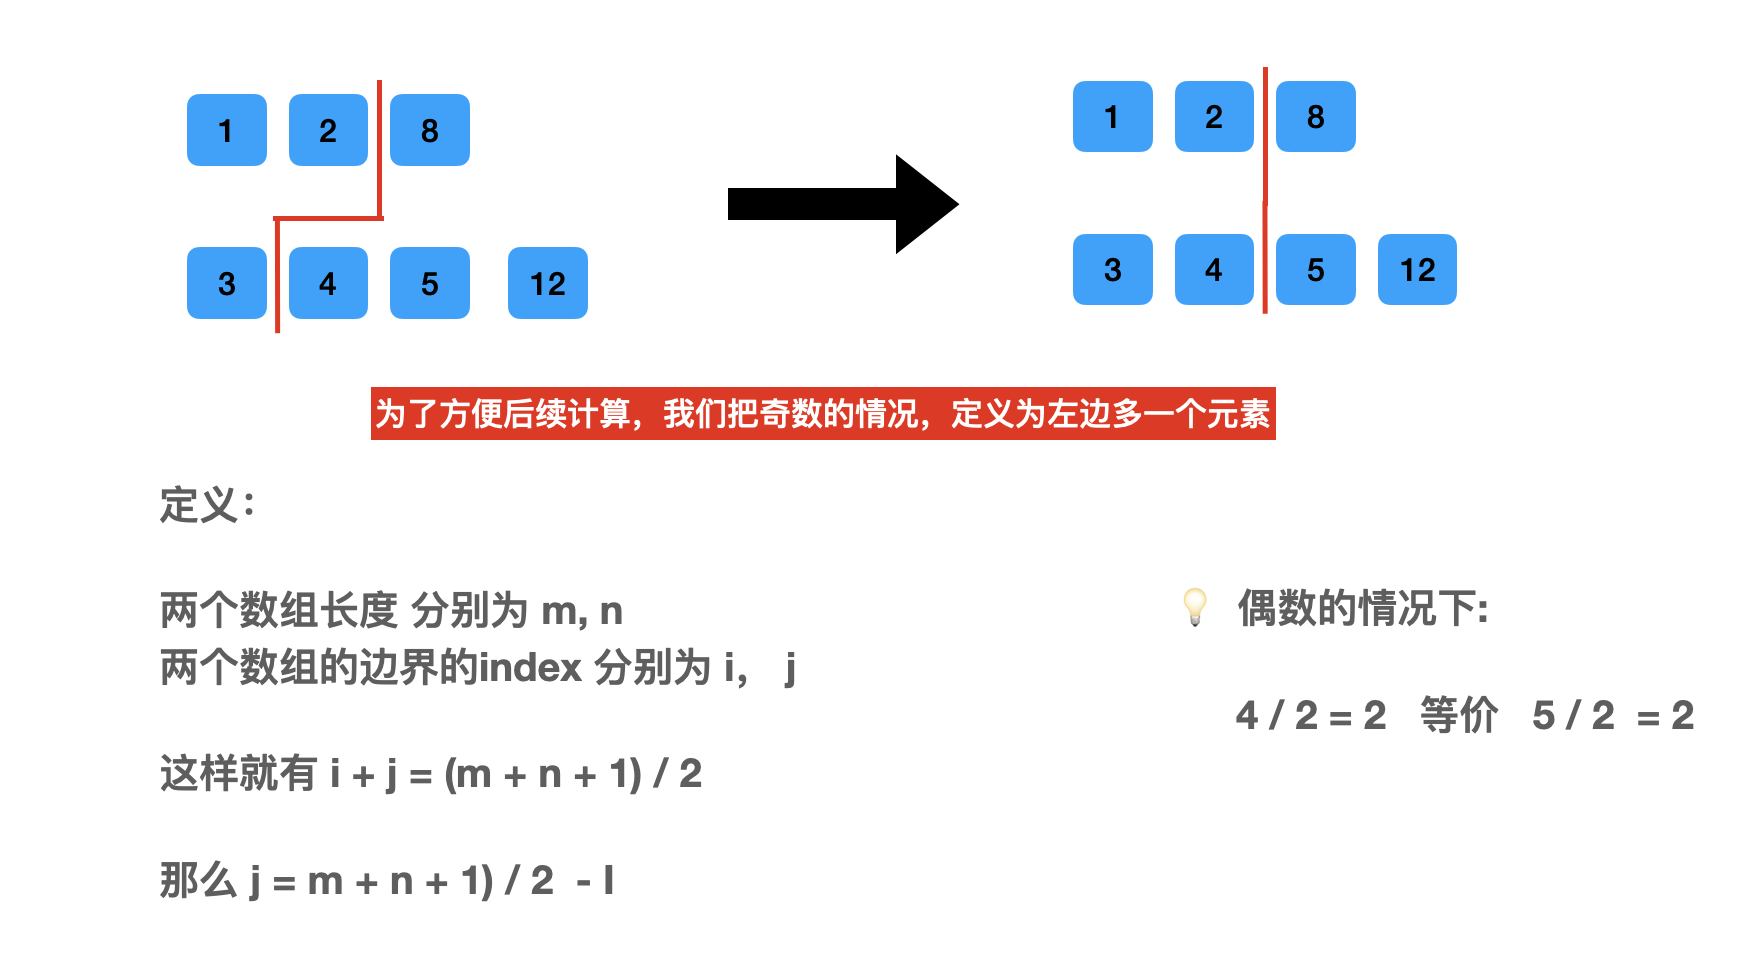 1 2 8
3 4 5 12
1 2 8
3 4 5 12
为了方便后续计算，我们把奇数的情况，定义为左边多一个元素
定义：
两个数组长度 分别为 m, n
两个数组的边界的index 分别为 i， j
这样就有 i + j = (m + n + 1) / 2
那么 j = m + n + 1) / 2 - I
偶数的情况下:
4 / 2 = 2 等价 5 / 2 = 2